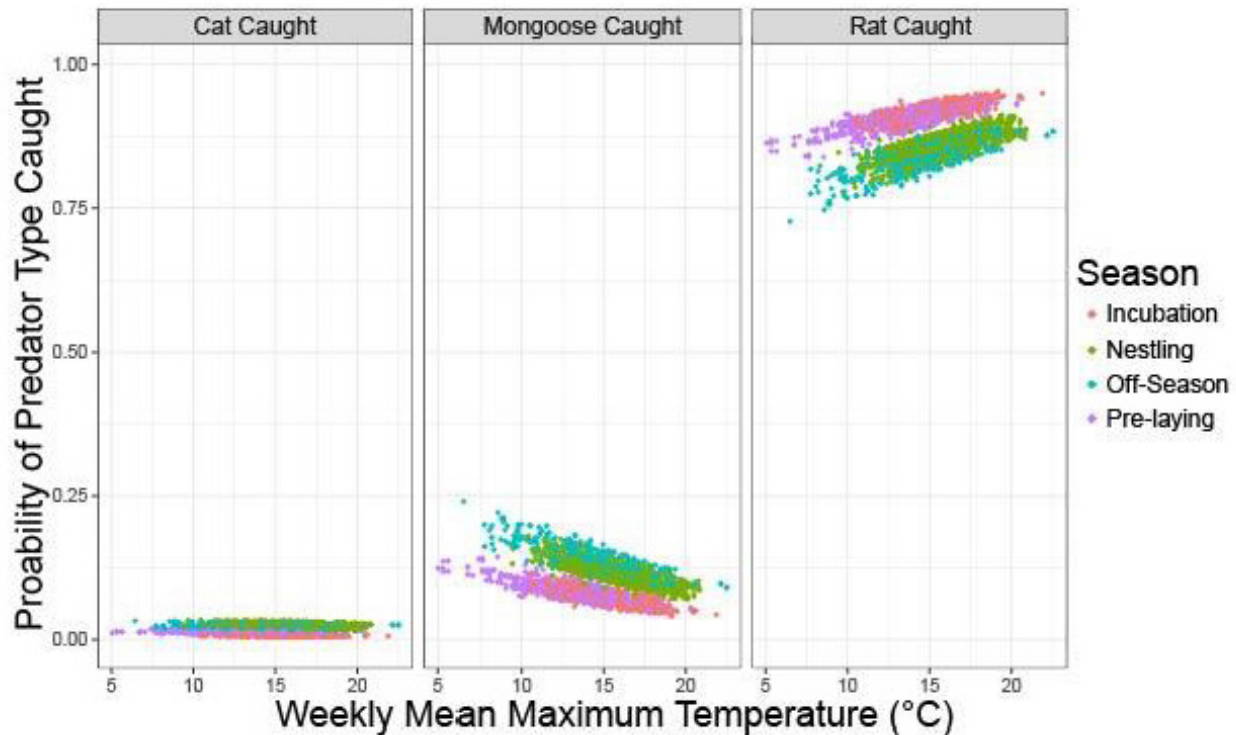 Cat Caught
Mongoose Caught
Rat Caught
Proability of Predator Type Caught
1.00
0.75
0.50
0.25
0.00
5 10 15 20
5 10 15 20
5 10 15 20
Weekly Mean Maximum Temperature (°C)
Season
Incubation
Nestling
Off-Season
Pre-laying